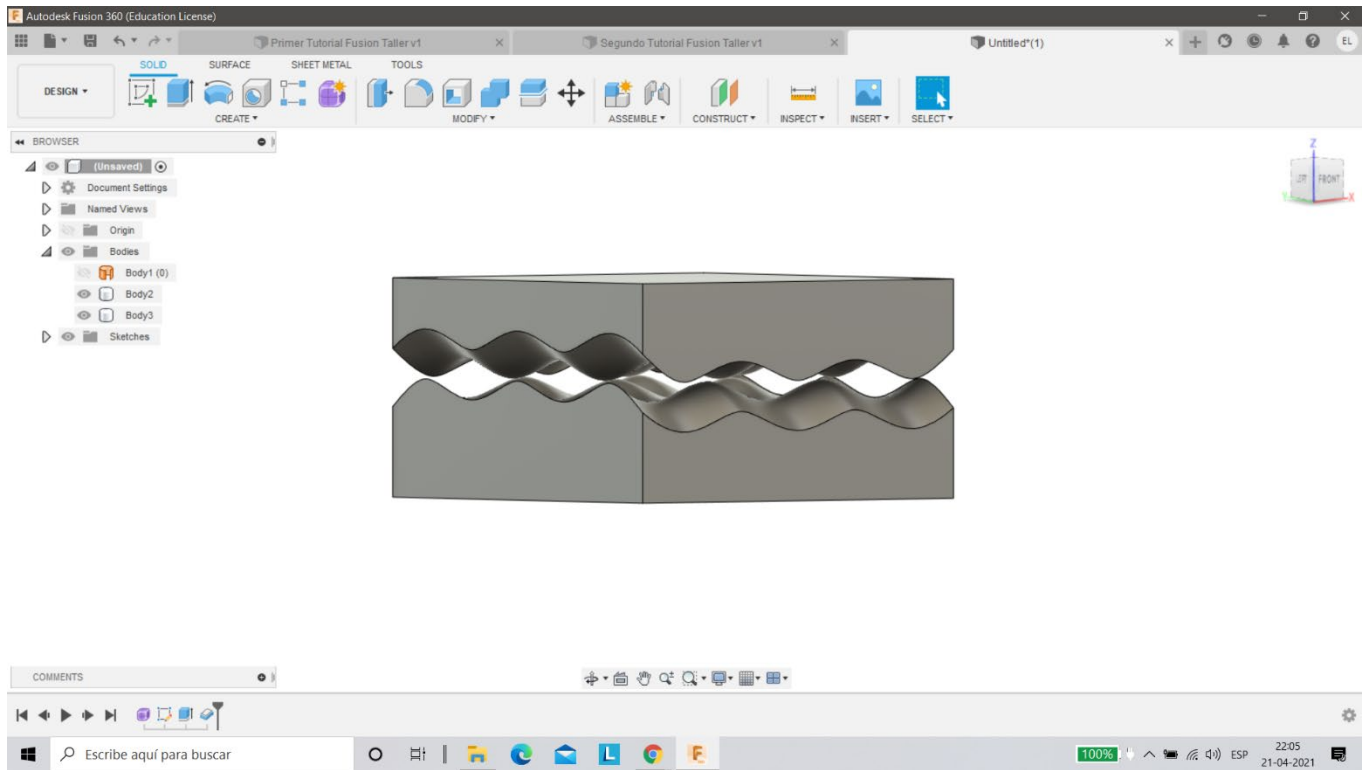 Autodesk Fusion 360 (Education License)
Primer Tutorial Fusion Taller v1
Segundo Tutorial Fusion Taller v1
Untitled*(1)
EL
SOLID SURFACE SHEET METAL TOOLS
DESIGN
CREATE MODIFY ASSEMBLE CONSTRUCT INSPECT INSERT SELECT
BROWSER
(Unsaved)
Document Settings
Named Views
Origin
Bodies
Body1 (0)
Body2
Body3
Sketches
Z
FRONT
X
COMMENTS
Escribe aquí para buscar
L
F
100%
ESP
22:05
21-04-2021